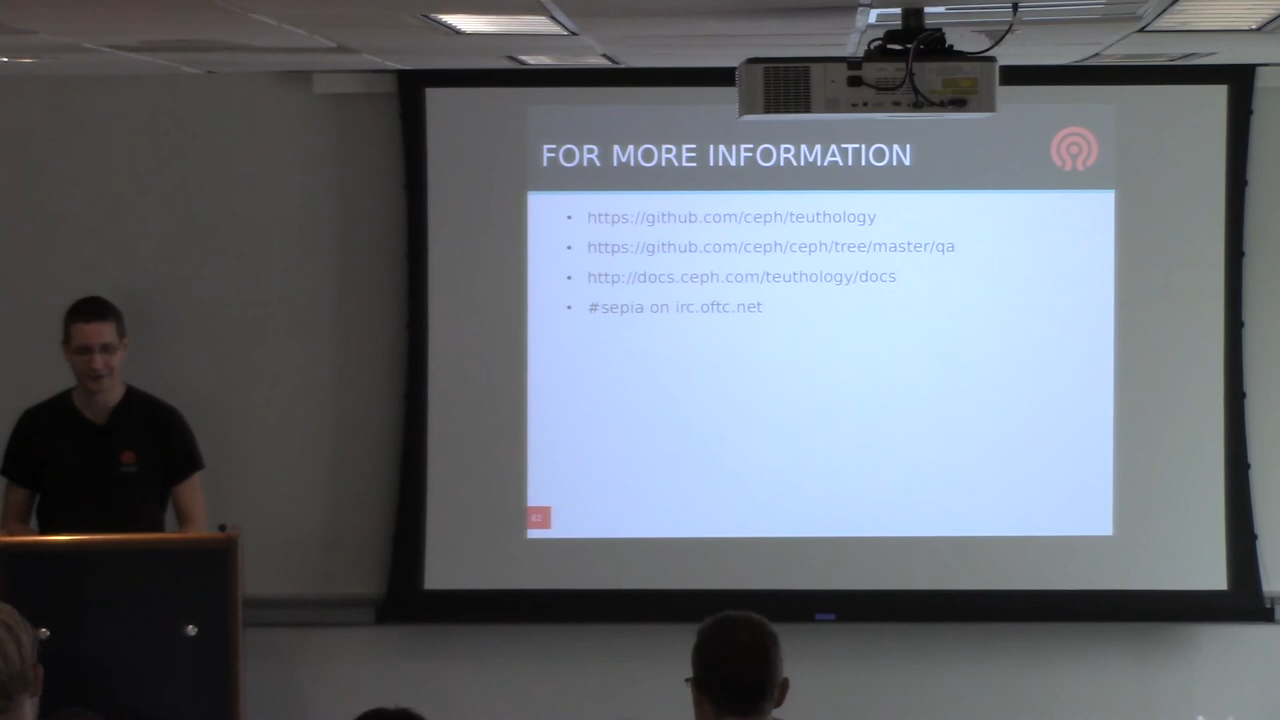 FOR MORE INFORMATION
• https://github.com/ceph/teuthology
• https://github.com/ceph/ceph/tree/master/qa
• http://docs.ceph.com/teuthology/docs
• #sepia on irc.oftc.net
62